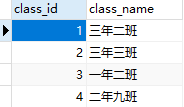 class_id class_name
1 三年二班
2 三年三班
3 一年二班
4 二年九班